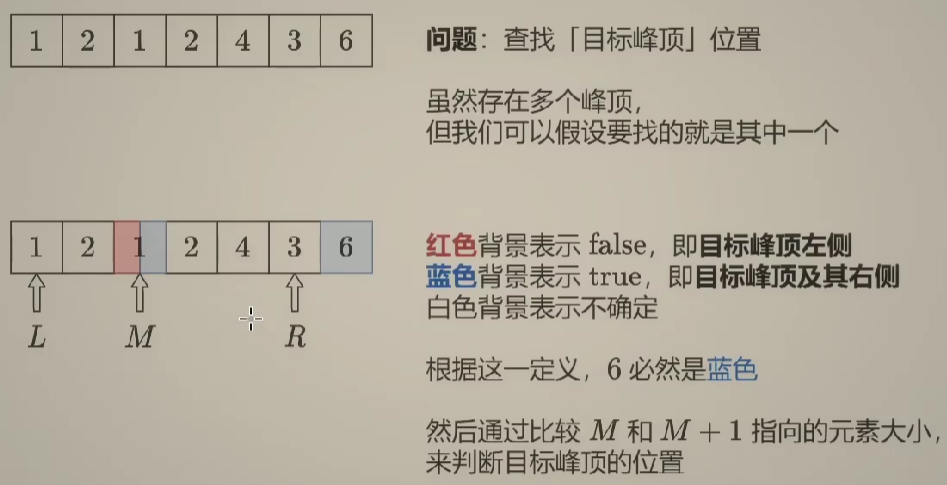 1 2 1 2 4 3 6
问题：查找「目标峰顶」位置
虽然存在多个峰顶，
但我们可以假设要找的就是其中一个
1 2 1 2 4 3 6
L M R
红色背景表示 false，即目标峰顶左侧
蓝色背景表示 true，即目标峰顶及其右侧
白色背景表示不确定
根据这一定义，6 必然是蓝色
然后通过比较 M 和 M + 1 指向的元素大小，
来判断目标峰顶的位置